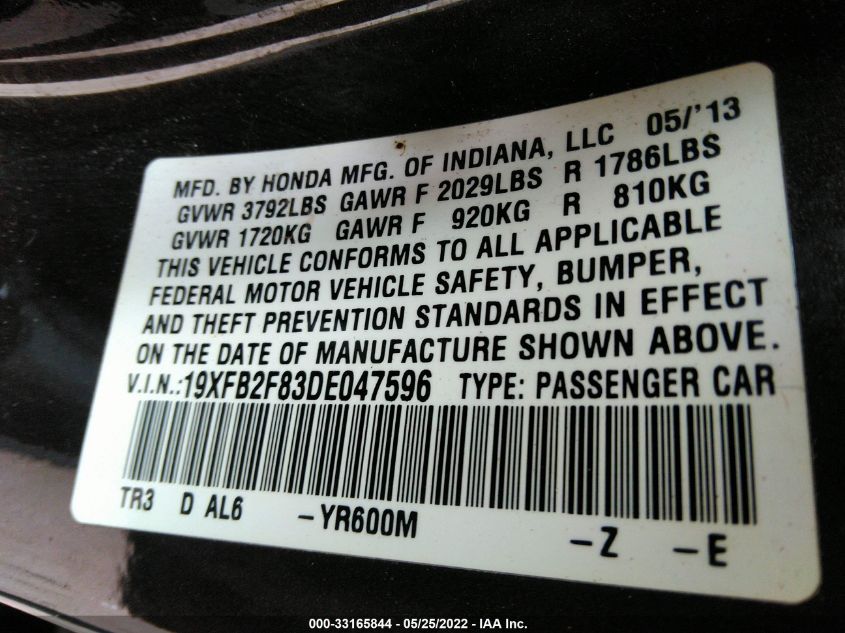 MFD. BY HONDA MFG. OF INDIANA, LLC 05/'13
GVWR 3792LBS GAWR F 2029LBS R 1786LBS
GVWR 1720KG GAWR F 920KG R 810KG
THIS VEHICLE CONFORMS TO ALL APPLICABLE
FEDERAL MOTOR VEHICLE SAFETY, BUMPER,
AND THEFT PREVENTION STANDARDS IN EFFECT
ON THE DATE OF MANUFACTURE SHOWN ABOVE.
V.I.N.:19XFB2F83DE047596 TYPE: PASSENGER CAR
TR3 D AL6 -YR600M -Z -E
000-33165844 - 05/25/2022 - IAA Inc.